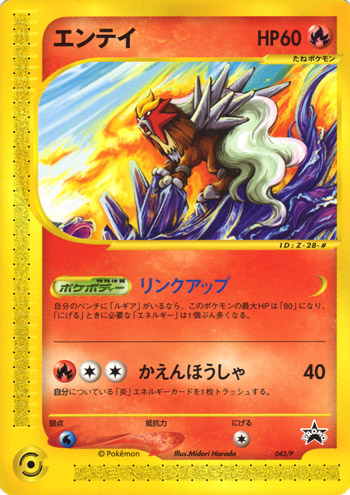 エンテイ HP60
たねポケモン
ID:Z-28-#
特殊体質
ポケボディー リンクアップ
自分のベンチに「ルギア」がいるなら、このポケモンの最大HPは「80」になり、
「にげる」ときに必要な「エネルギー」は1個ぶん多くなる。
かえんほうしゃ 40
自分についている「炎」エネルギーカードを1枚トラッシュする。
弱点 抵抗力 にげる
©Pokémon Illus.Midori Harada 043/P